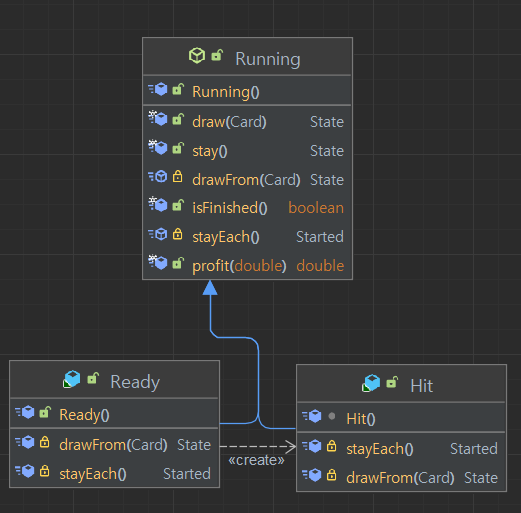 Running
Running()
draw(Card) State
stay() State
drawFrom(Card) State
isFinished() boolean
stayEach() Started
profit(double) double
Ready
Ready()
drawFrom(Card) State
stayEach() Started
«create»
Hit
Hit()
stayEach() Started
drawFrom(Card) State